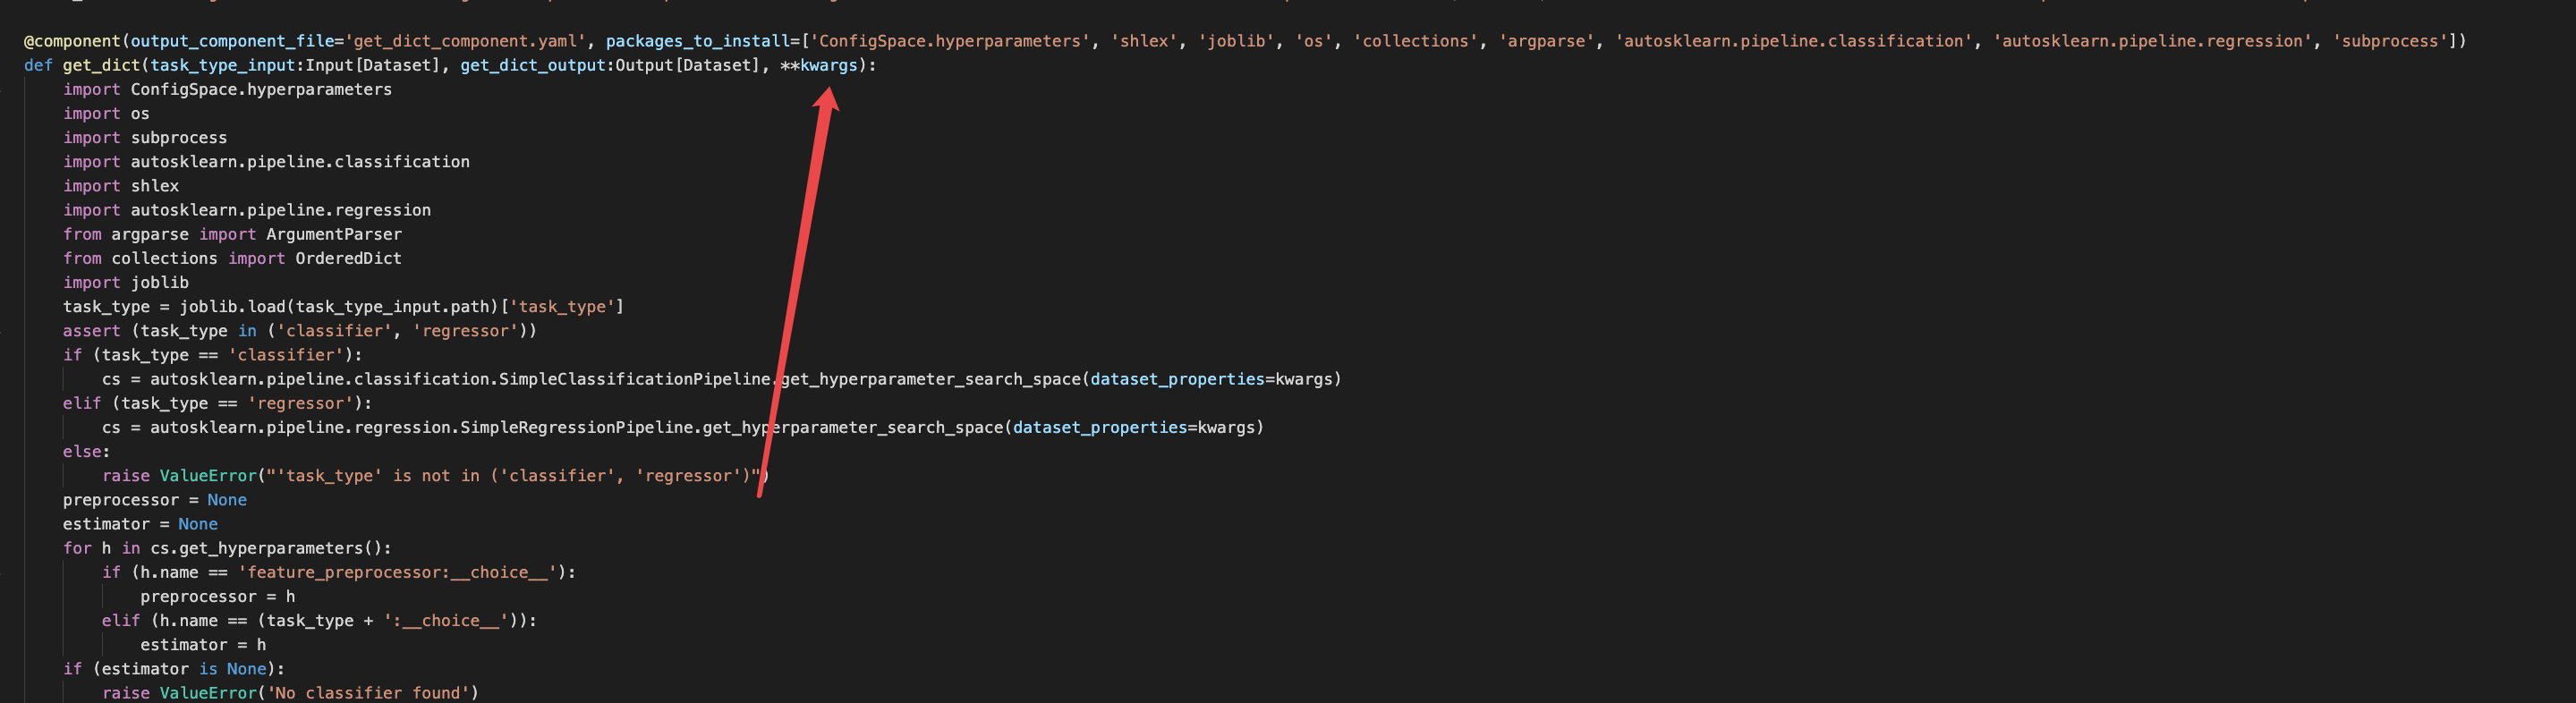 @component(output_component_file='get_dict_component.yaml', packages_to_install=['ConfigSpace.hyperparameters', 'shlex', 'joblib', 'os', 'collections', 'argparse', 'autosklearn.pipeline.classification', 'autosklearn.pipeline.regression', 'subprocess'])
def get_dict(task_type_input:Input[Dataset], get_dict_output:Output[Dataset], **kwargs):
    import ConfigSpace.hyperparameters
    import os
    import subprocess
    import autosklearn.pipeline.classification
    import shlex
    import autosklearn.pipeline.regression
    from argparse import ArgumentParser
    from collections import OrderedDict
    import joblib
    task_type = joblib.load(task_type_input.path)['task_type']
    assert (task_type in ('classifier', 'regressor'))
    if (task_type == 'classifier'):
        cs = autosklearn.pipeline.classification.SimpleClassificationPipeline.get_hyperparameter_search_space(dataset_properties=kwargs)
    elif (task_type == 'regressor'):
        cs = autosklearn.pipeline.regression.SimpleRegressionPipeline.get_hyperparameter_search_space(dataset_properties=kwargs)
    else:
        raise ValueError("'task_type' is not in ('classifier', 'regressor')")
    preprocessor = None
    estimator = None
    for h in cs.get_hyperparameters():
        if (h.name == 'feature_preprocessor:__choice__'):
            preprocessor = h
        elif (h.name == (task_type + ':__choice__')):
            estimator = h
    if (estimator is None):
        raise ValueError('No classifier found')